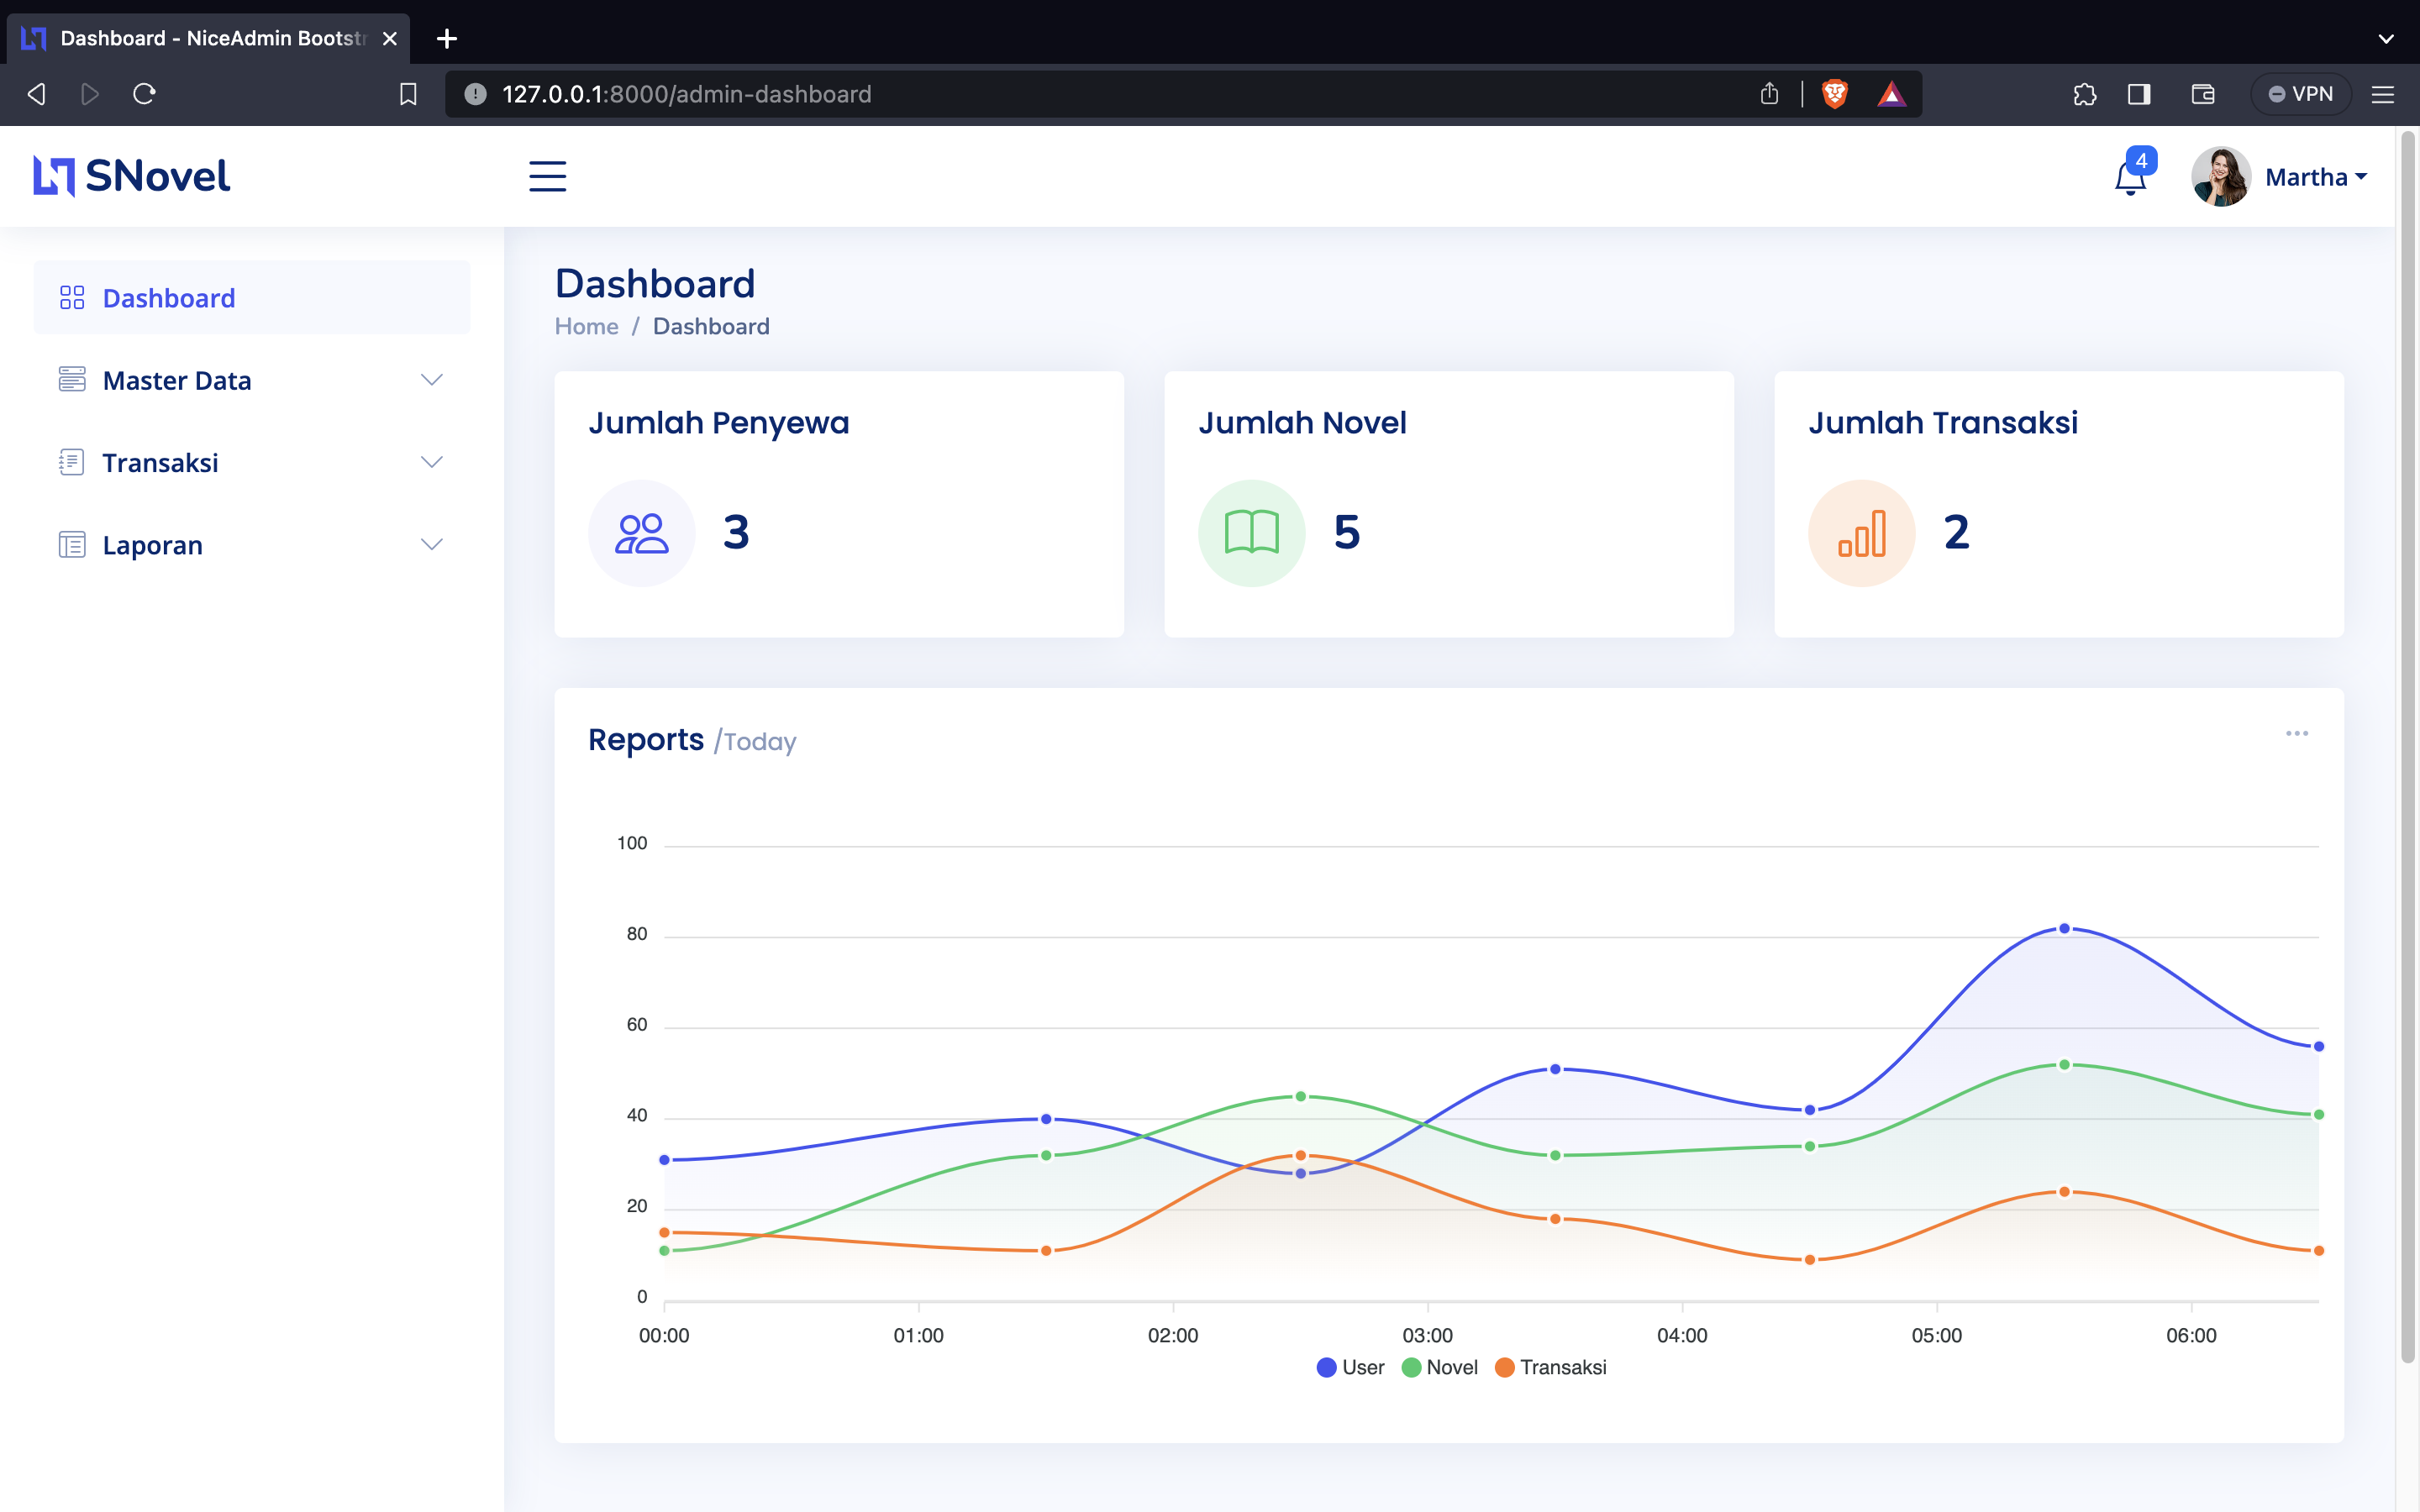 Dashboard - NiceAdmin Bootstr
127.0.0.1:8000/admin-dashboard
VPN
SNovel
4
Martha
Dashboard
Master Data
Transaksi
Laporan
Dashboard
Home / Dashboard
Jumlah Penyewa
3
Jumlah Novel
5
Jumlah Transaksi
2
Reports /Today
100
80
60
40
20
0
00:00 01:00 02:00 03:00 04:00 05:00 06:00
User Novel Transaksi